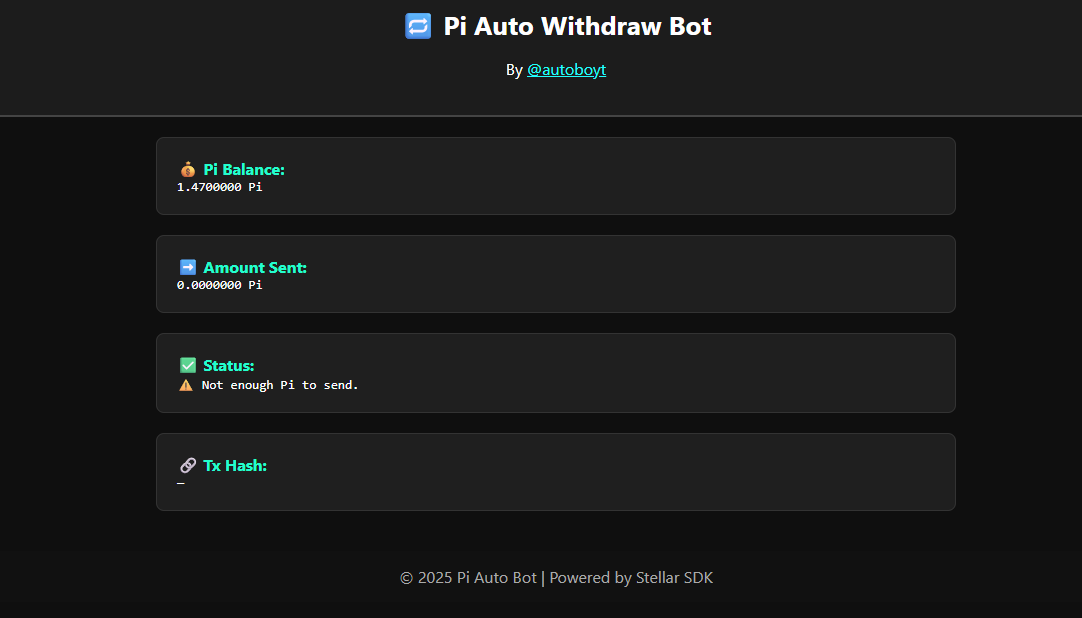 🔁 Pi Auto Withdraw Bot
By @autoboyt
💰 Pi Balance:
1.4700000 Pi
➡️ Amount Sent:
0.0000000 Pi
✅ Status:
⚠️ Not enough Pi to send.
🔗 Tx Hash:
–
© 2025 Pi Auto Bot | Powered by Stellar SDK